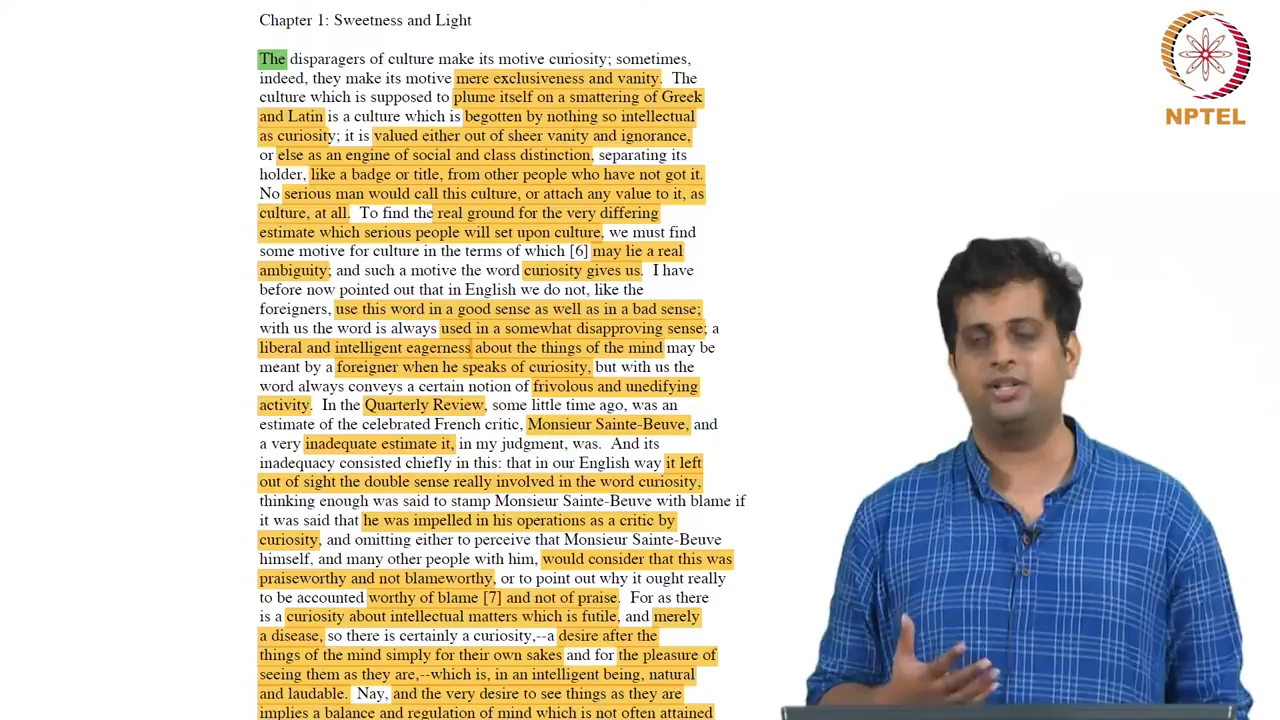 Chapter 1: Sweetness and Light
The disparagers of culture make its motive curiosity; sometimes,
indeed, they make its motive mere exclusiveness and vanity. The
culture which is supposed to plume itself on a smattering of Greek
and Latin is a culture which is begotten by nothing so intellectual
as curiosity; it is valued either out of sheer vanity and ignorance,
or else as an engine of social and class distinction, separating its
holder, like a badge or title, from other people who have not got it.
No serious man would call this culture, or attach any value to it, as
culture, at all. To find the real ground for the very differing
estimate which serious people will set upon culture, we must find
some motive for culture in the terms of which [6] may lie a real
ambiguity; and such a motive the word curiosity gives us. I have
before now pointed out that in English we do not, like the
foreigners, use this word in a good sense as well as in a bad sense;
with us the word is always used in a somewhat disapproving sense; a
liberal and intelligent eagerness about the things of the mind may be
meant by a foreigner when he speaks of curiosity, but with us the
word always conveys a certain notion of frivolous and unedifying
activity. In the Quarterly Review, some little time ago, was an
estimate of the celebrated French critic, Monsieur Sainte-Beuve, and
a very inadequate estimate it, in my judgment, was. And its
inadequacy consisted chiefly in this: that in our English way it left
out of sight the double sense really involved in the word curiosity,
thinking enough was said to stamp Monsieur Sainte-Beuve with blame if
it was said that he was impelled in his operations as a critic by
curiosity, and omitting either to perceive that Monsieur Sainte-Beuve
himself, and many other people with him, would consider that this was
praiseworthy and not blameworthy, or to point out why it ought really
to be accounted worthy of blame [7] and not of praise. For as there
is a curiosity about intellectual matters which is futile, and merely
a disease, so there is certainly a curiosity,--a desire after the
things of the mind simply for their own sakes and for the pleasure of
seeing them as they are,--which is, in an intelligent being, natural
and laudable. Nay, and the very desire to see things as they are
implies a balance and regulation of mind which is not often attained
NPTEL